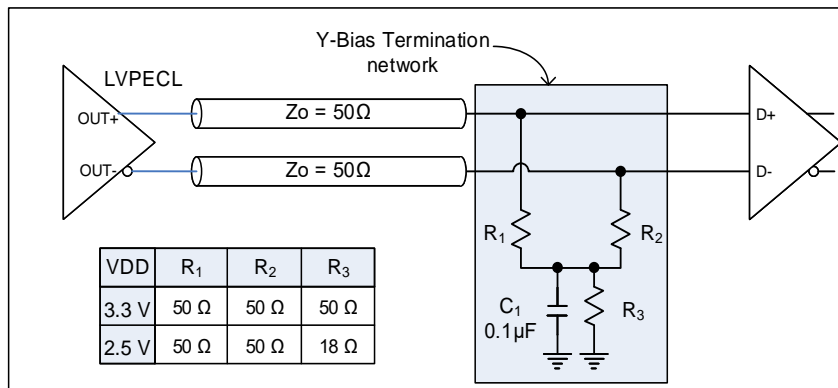 Y-Bias Termination
network
LVPECL
OUT+
OUT-
Zo = 50Ω
Zo = 50Ω
D+
D-
R1
R2
C1
0.1µF
R3
VDD R1 R2 R3
3.3 V 50 Ω 50 Ω 50 Ω
2.5 V 50 Ω 50 Ω 18 Ω